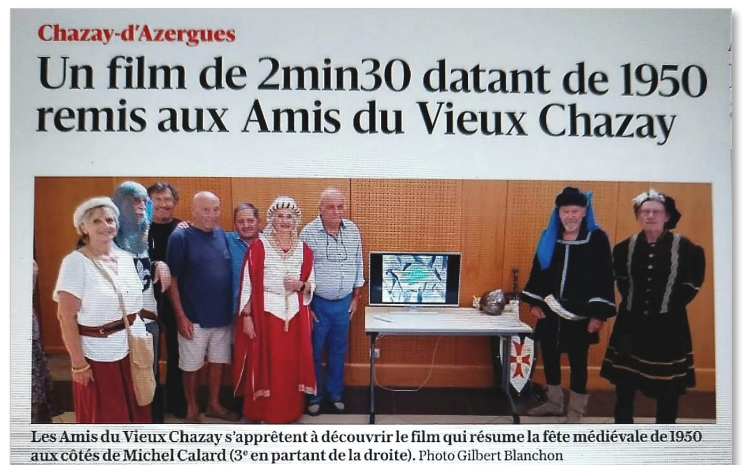 Chazay-d'Azergues
Un film de 2min30 datant de 1950
remis aux Amis du Vieux Chazay
Les Amis du Vieux Chazay s'apprêtent à découvrir le film qui résume la fête médiévale de 1950
aux côtés de Michel Calard (3e en partant de la droite). Photo Gilbert Blanchon